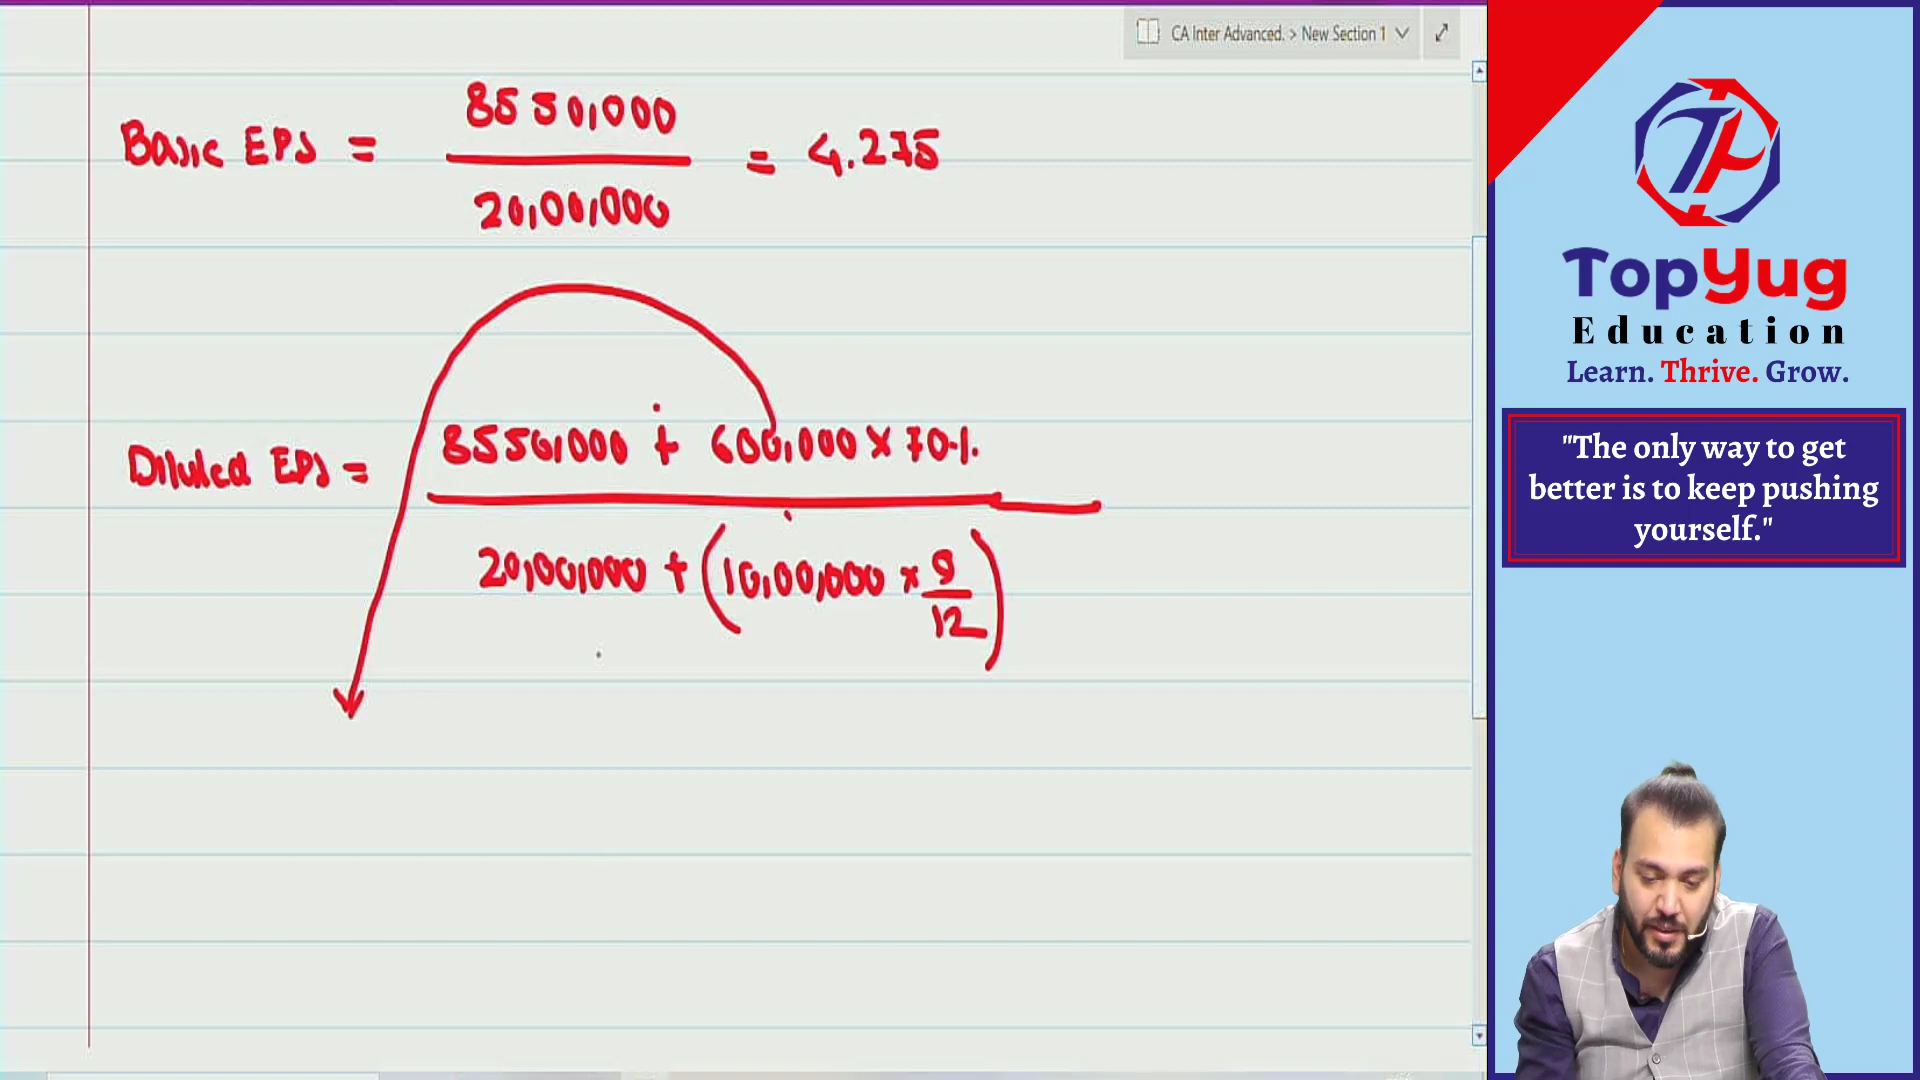 CA Inter Advanced. > New Section 1
Basic EPS = 8550,000 / 20,00,000 = 4.275
Diluted EPS = 8550,000 + 600,000 × 70%
20,00,000 + (10,00,000 × 9/12)
TopYug
Education
Learn. Thrive. Grow.
"The only way to get
better is to keep pushing
yourself."